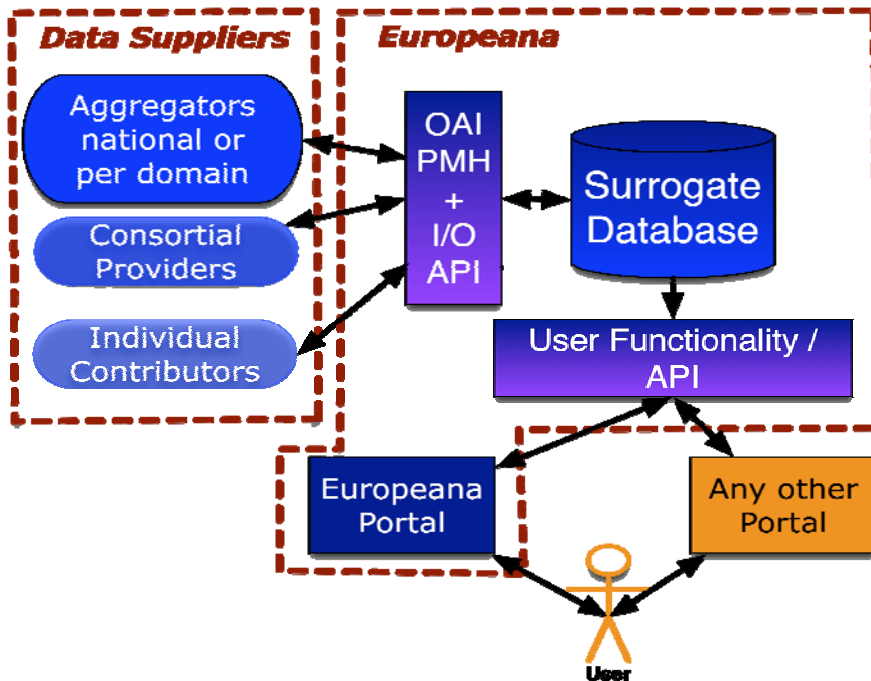 Data Suppliers
Aggregators
national or
per domain
Consortial
Providers
Individual
Contributors
Europeana
OAI
PMH
+
I/O
API
Surrogate
Database
User Functionality /
API
Europeana
Portal
Any other
Portal
User